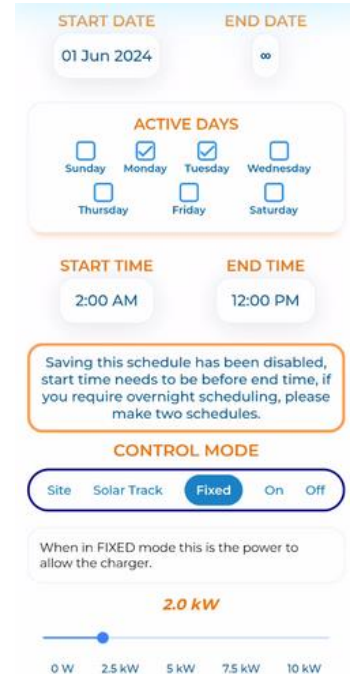 START DATE END DATE
01 Jun 2024 ∞
ACTIVE DAYS
Sunday Monday Tuesday Wednesday
Thursday Friday Saturday
START TIME END TIME
2:00 AM 12:00 PM
Saving this schedule has been disabled,
start time needs to be before end time, if
you require overnight scheduling, please
make two schedules.
CONTROL MODE
Site Solar Track Fixed On Off
When in FIXED mode this is the power to
allow the charger.
2.0 kW
0 W 2.5 kW 5 kW 7.5 kW 10 kW